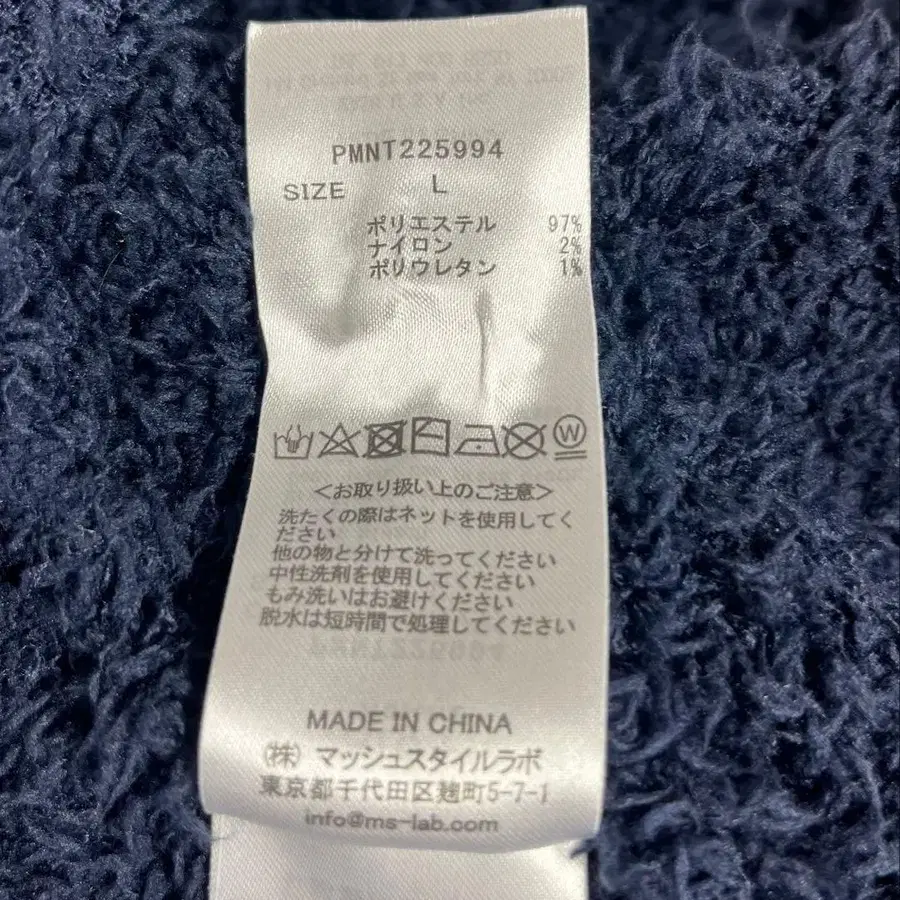 PMNT225994
SIZE L
ポリエステル 97%
ナイロン 2%
ポリウレタン 1%
W
<お取り扱い上のご注意>
洗たくの際はネットを使用してく
ださい
他の物と分けて洗ってください
中性洗剤を使用してください
もみ洗いはお避けください
脱水は短時間で処理してください
MADE IN CHINA
(株) マッシュスタイルラボ
東京都千代田区麹町5-7-1
info@ms-lab.com